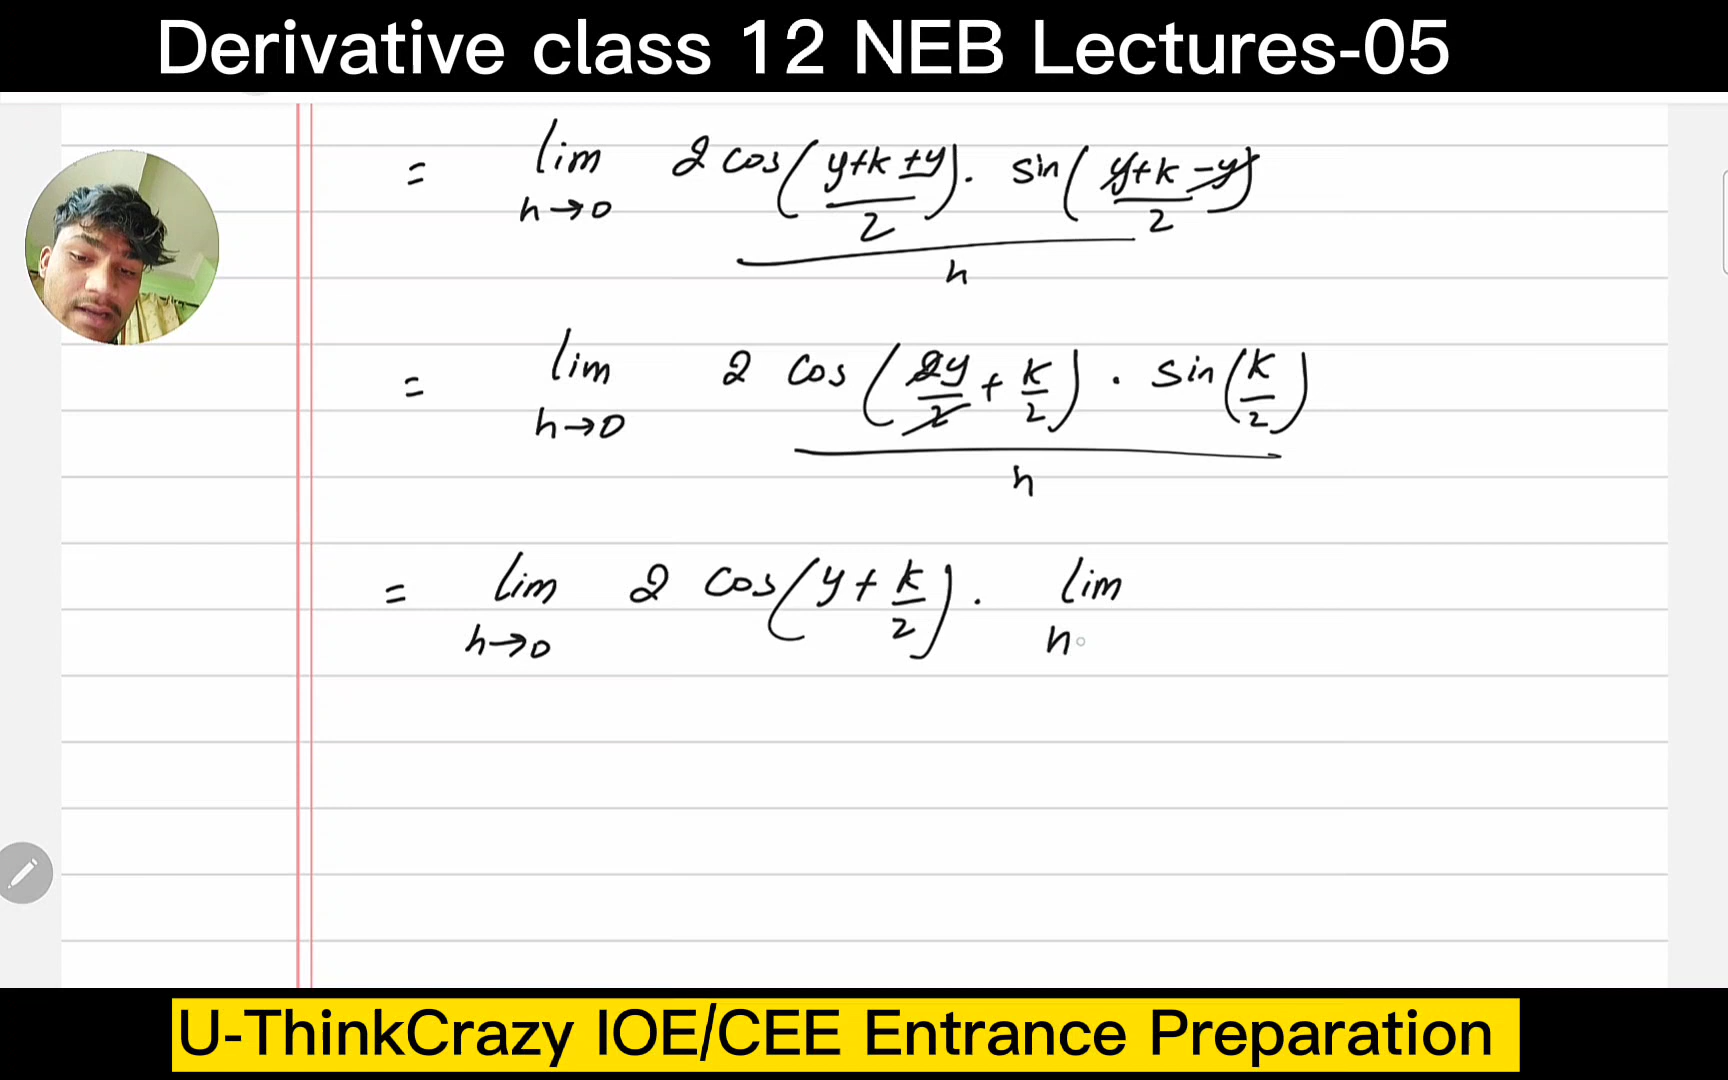 Derivative class 12 NEB Lectures-05
= lim 2 cos(y+k+y/2) · sin(y+k-y/2)
h→0
h
= lim 2 cos(2y/2 + k/2) · sin(k/2)
h→0
h
= lim 2 cos(y + k/2) · lim
h→0 h
U-ThinkCrazy IOE/CEE Entrance Preparation